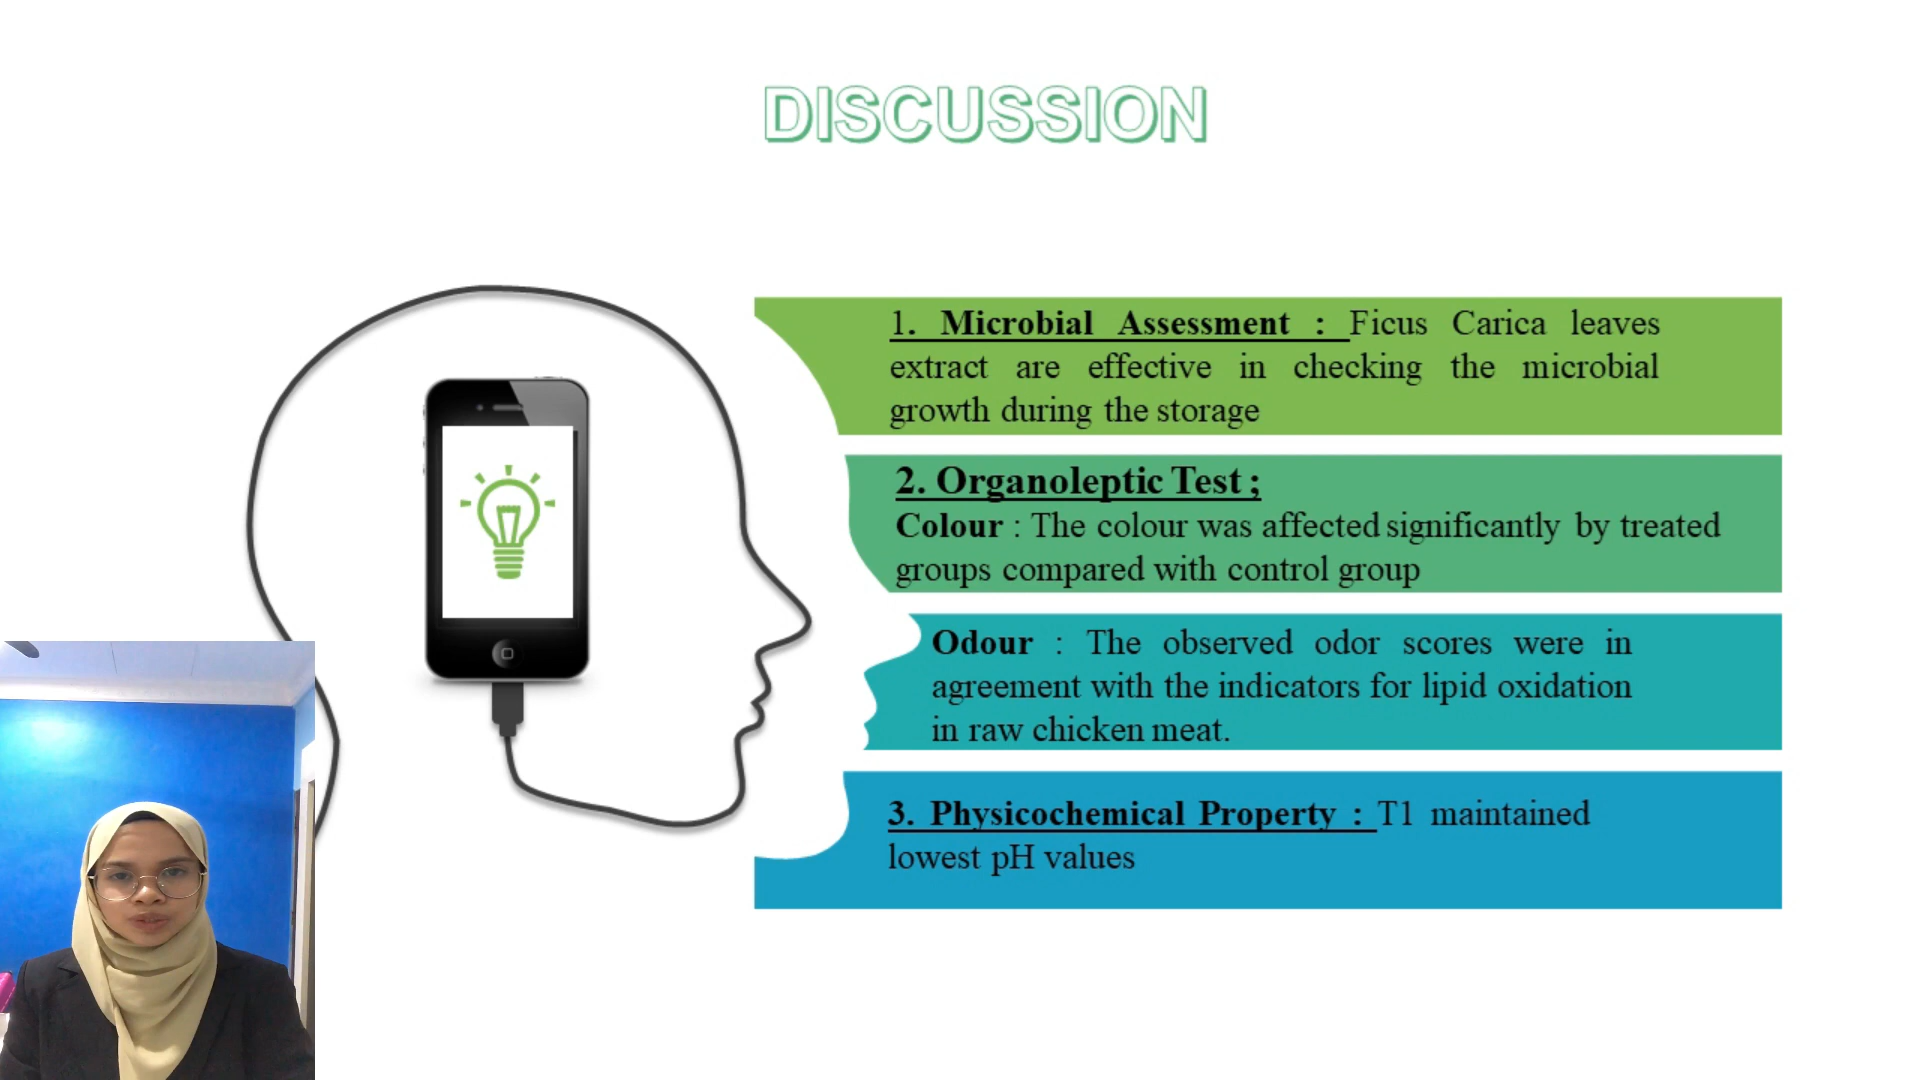 DISCUSSION
1. Microbial Assessment : Ficus Carica leaves
extract are effective in checking the microbial
growth during the storage
2. Organoleptic Test ;
Colour : The colour was affected significantly by treated
groups compared with control group
Odour : The observed odor scores were in
agreement with the indicators for lipid oxidation
in raw chicken meat.
3. Physicochemical Property : T1 maintained
lowest pH values